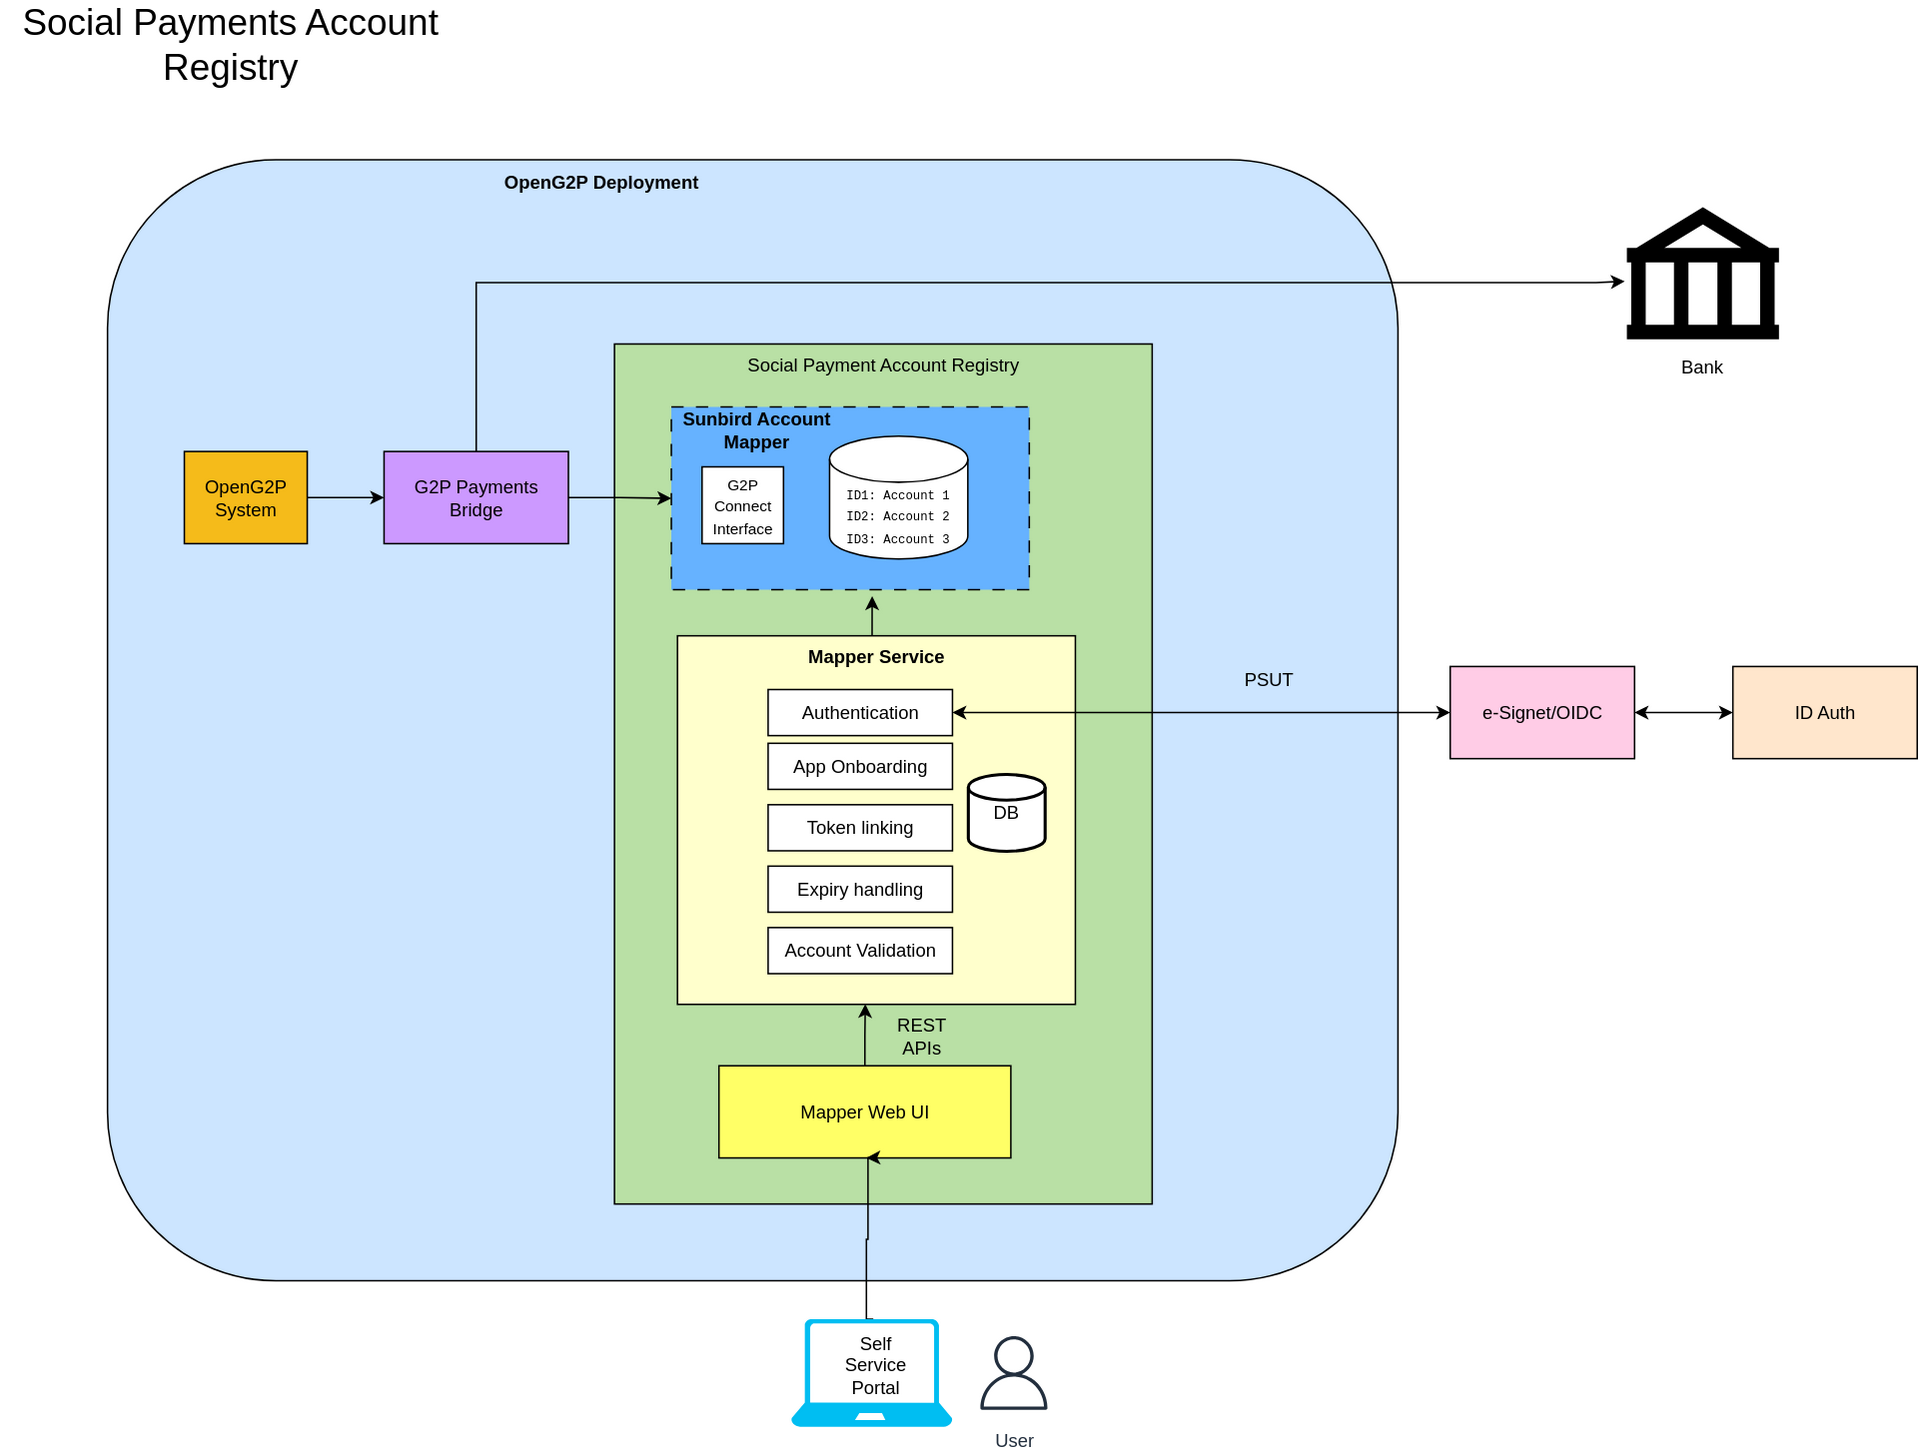 Social Payments Account
Registry
OpenG2P Deployment
Bank
Social Payment Account Registry
Sunbird Account
Mapper
OpenG2P
System
G2P Payments
Bridge
G2P
Connect
Interface
ID1: Account 1
ID2: Account 2
ID3: Account 3
Mapper Service
PSUT
Authentication
e-Signet/OIDC
ID Auth
App Onboarding
DB
Token linking
Expiry handling
Account Validation
REST
APIs
Mapper Web UI
Self
Service
Portal
User